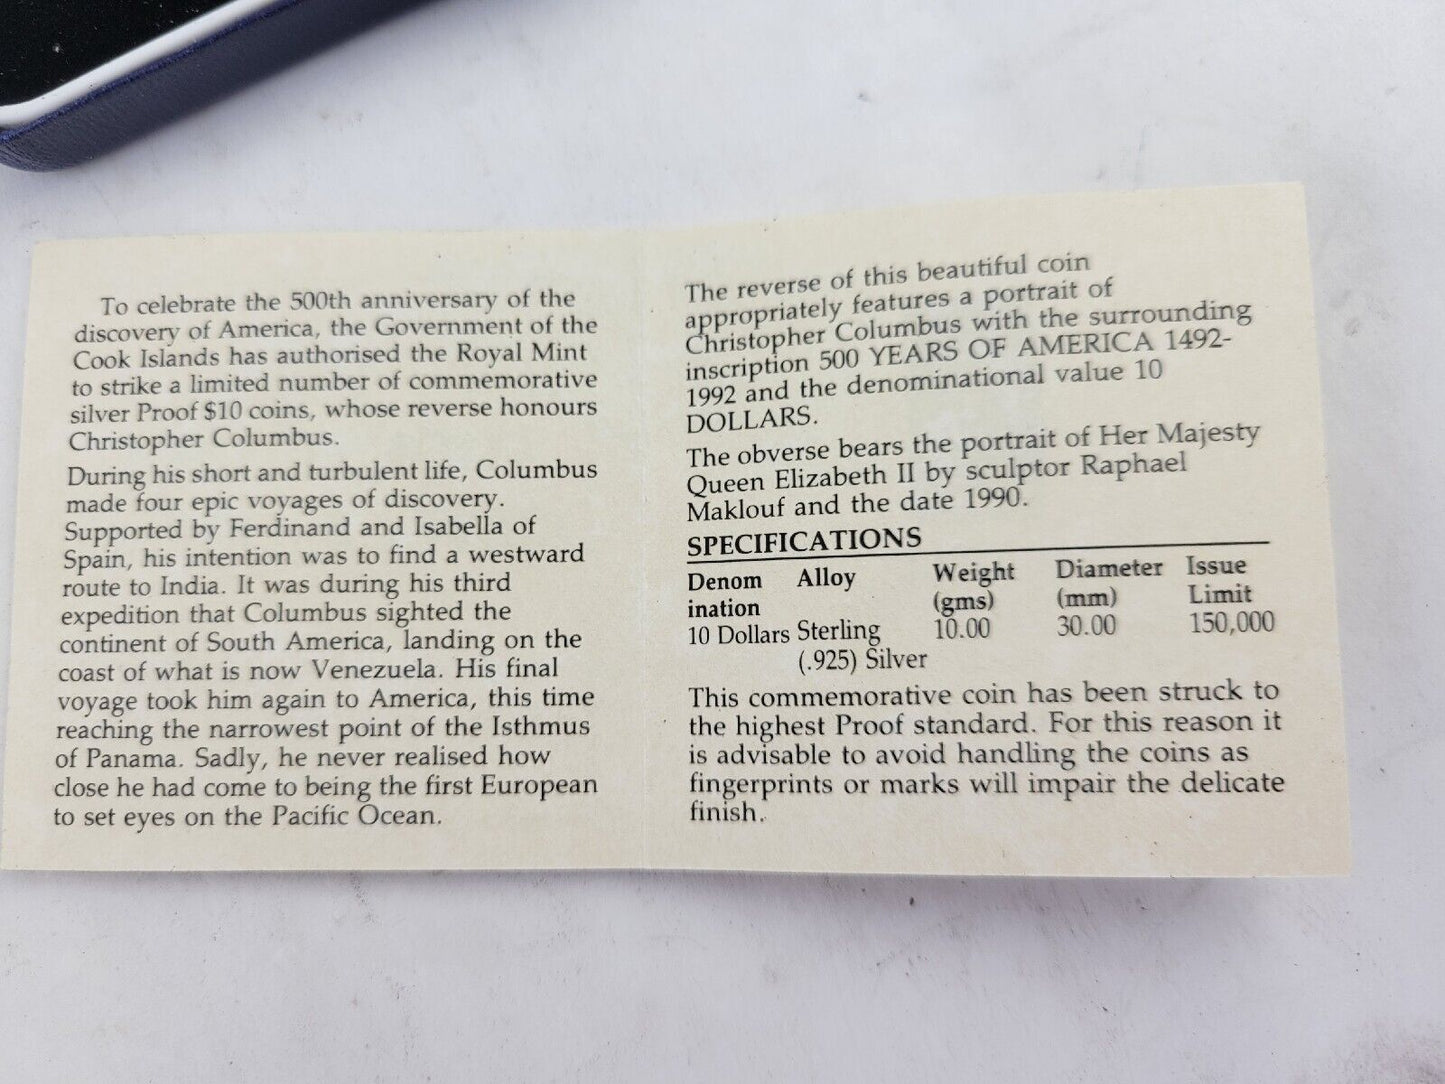 To celebrate the 500th anniversary of the
discovery of America, the Government of the
Cook Islands has authorised the Royal Mint
to strike a limited number of commemorative
silver Proof $10 coins, whose reverse honours
Christopher Columbus.
During his short and turbulent life, Columbus
made four epic voyages of discovery.
Supported by Ferdinand and Isabella of
Spain, his intention was to find a westward
route to India. It was during his third
expedition that Columbus sighted the
continent of South America, landing on the
coast of what is now Venezuela. His final
voyage took him again to America, this time
reaching the narrowest point of the Isthmus
of Panama. Sadly, he never realised how
close he had come to being the first European
to set eyes on the Pacific Ocean.
The reverse of this beautiful coin
appropriately features a portrait of
Christopher Columbus with the surrounding
inscription 500 YEARS OF AMERICA 1492-
1992 and the denominational value 10
DOLLARS.
The obverse bears the portrait of Her Majesty
Queen Elizabeth II by sculptor Raphael
Maklouf and the date 1990.
SPECIFICATIONS
Denom Alloy Weight Diameter Issue
ination (gms) (mm) Limit
10 Dollars Sterling 10.00 30.00 150,000
(.925) Silver
This commemorative coin has been struck to
the highest Proof standard. For this reason it
is advisable to avoid handling the coins as
fingerprints or marks will impair the delicate
finish.